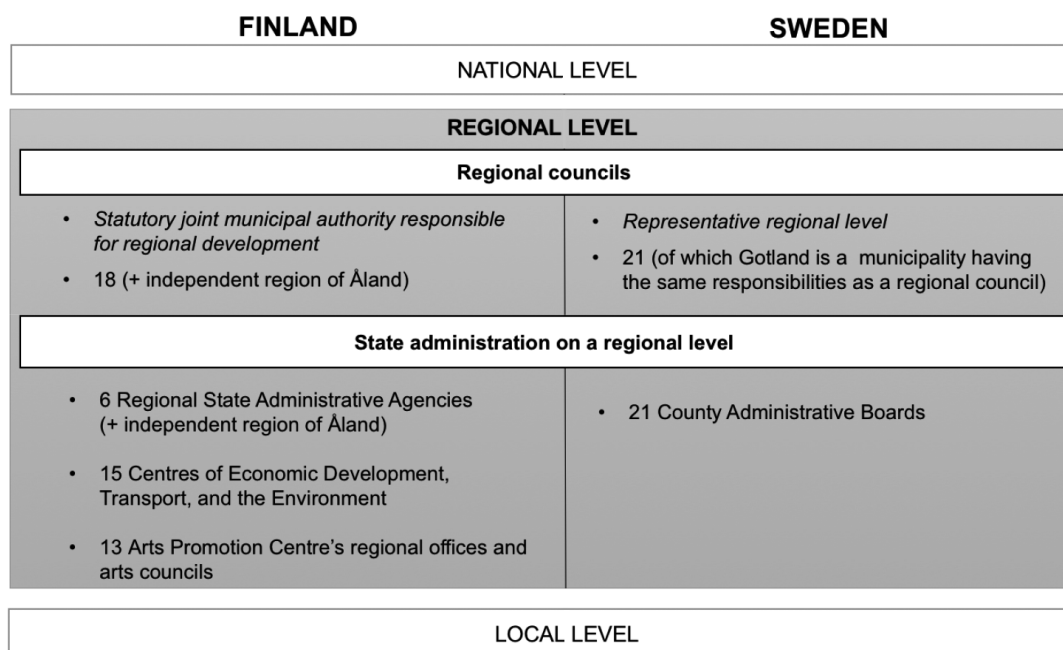 FINLAND
SWEDEN
NATIONAL LEVEL
REGIONAL LEVEL
Regional councils
• Statutory joint municipal authority responsible
for regional development
• 18 (+ independent region of Åland)
• Representative regional level
• 21 (of which Gotland is a municipality having
the same responsibilities as a regional council)
State administration on a regional level
• 6 Regional State Administrative Agencies
(+ independent region of Åland)
• 15 Centres of Economic Development,
Transport, and the Environment
• 13 Arts Promotion Centre’s regional offices and
arts councils
• 21 County Administrative Boards
LOCAL LEVEL